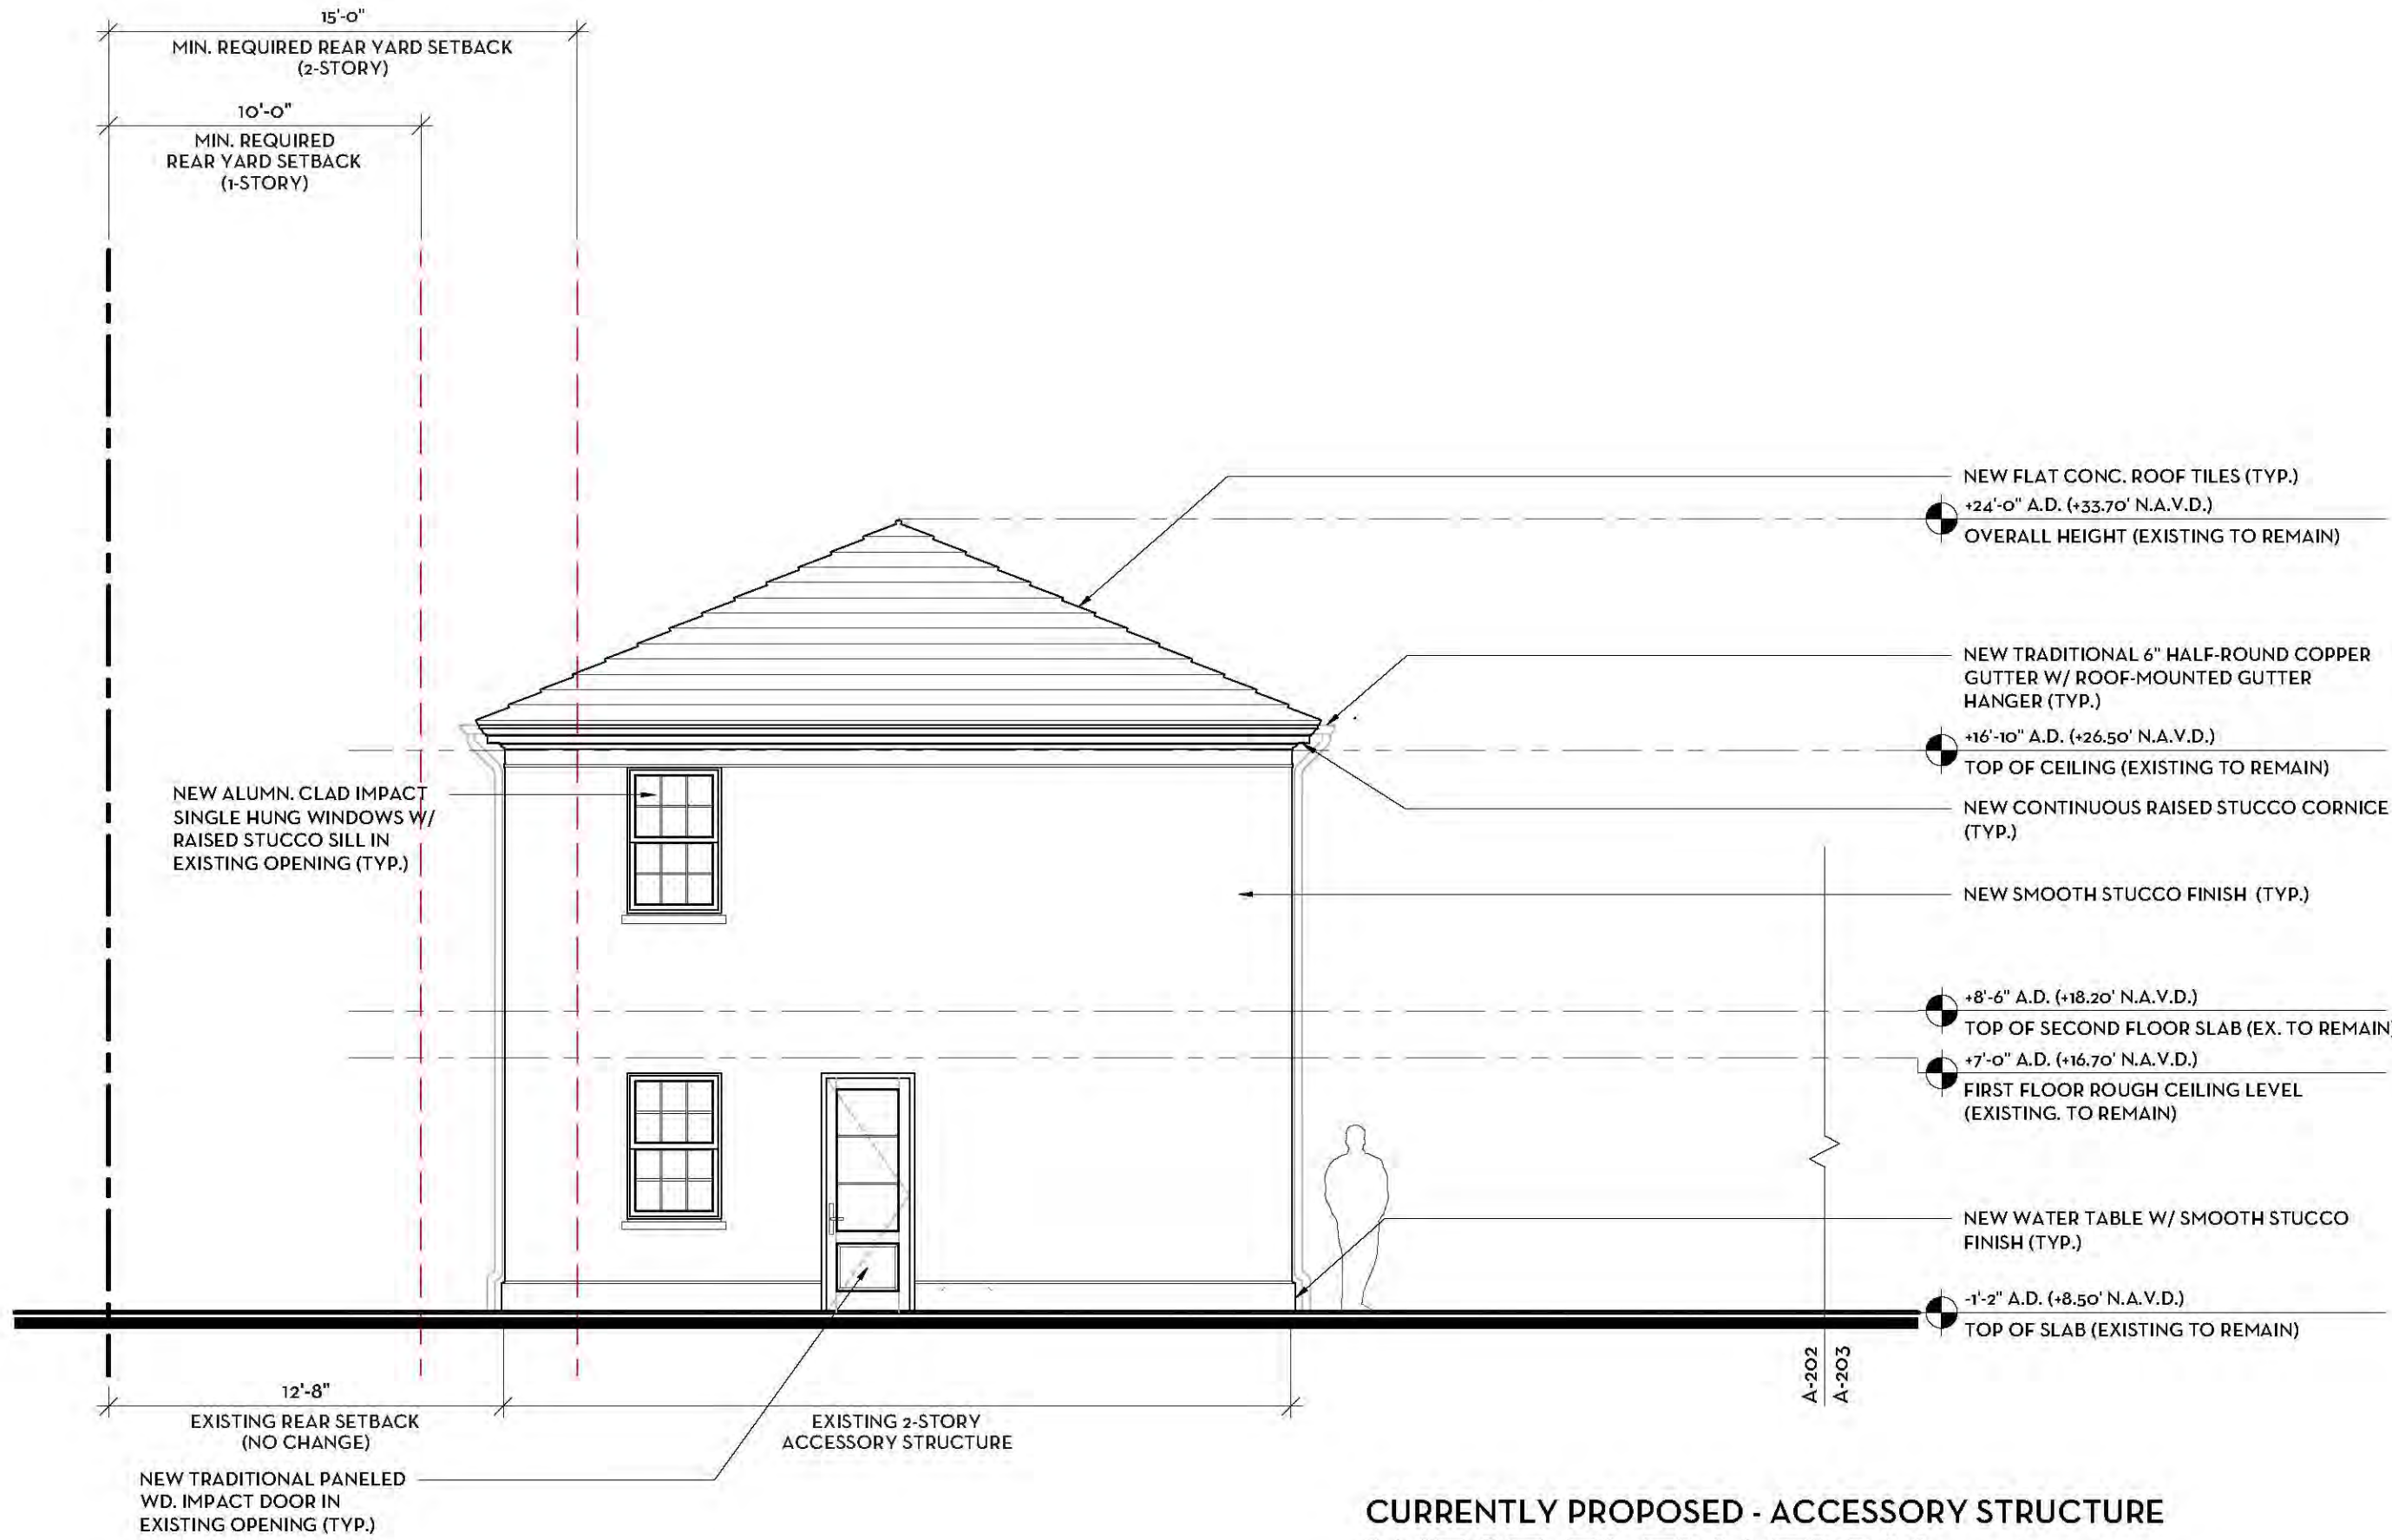 15'-0"
MIN. REQUIRED REAR YARD SETBACK
(2-STORY)
10'-0"
MIN. REQUIRED
REAR YARD SETBACK
(1-STORY)
NEW FLAT CONC. ROOF TILES (TYP.)
+24'-0" A.D. (+33.70' N.A.V.D.)
OVERALL HEIGHT (EXISTING TO REMAIN)
NEW TRADITIONAL 6" HALF-ROUND COPPER
GUTTER W/ ROOF-MOUNTED GUTTER
HANGER (TYP.)
+16'-10" A.D. (+26.50' N.A.V.D.)
TOP OF CEILING (EXISTING TO REMAIN)
NEW ALUMN. CLAD IMPACT
SINGLE HUNG WINDOWS W/
RAISED STUCCO SILL IN
EXISTING OPENING (TYP.)
NEW CONTINUOUS RAISED STUCCO CORNICE
(TYP.)
NEW SMOOTH STUCCO FINISH (TYP.)
+8'-6" A.D. (+18.20' N.A.V.D.)
TOP OF SECOND FLOOR SLAB (EX. TO REMAIN)
+7'-0" A.D. (+16.70' N.A.V.D.)
FIRST FLOOR ROUGH CEILING LEVEL
(EXISTING. TO REMAIN)
NEW WATER TABLE W/ SMOOTH STUCCO
FINISH (TYP.)
-1'-2" A.D. (+8.50' N.A.V.D.)
TOP OF SLAB (EXISTING TO REMAIN)
A-202
A-203
12'-8"
EXISTING REAR SETBACK
(NO CHANGE)
EXISTING 2-STORY
ACCESSORY STRUCTURE
NEW TRADITIONAL PANELED
WD. IMPACT DOOR IN
EXISTING OPENING (TYP.)
CURRENTLY PROPOSED - ACCESSORY STRUCTURE